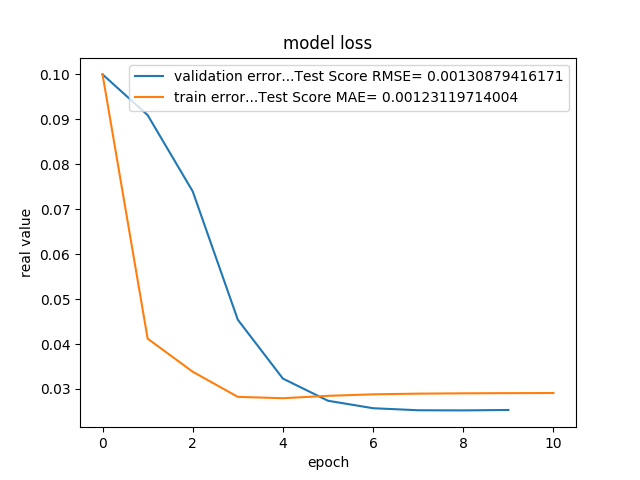 model loss
validation error...Test Score RMSE= 0.00130879416171
train error...Test Score MAE= 0.00123119714004
0.10
0.09
0.08
0.07
0.06
0.05
0.04
0.03
real value
0 2 4 6 8 10
epoch